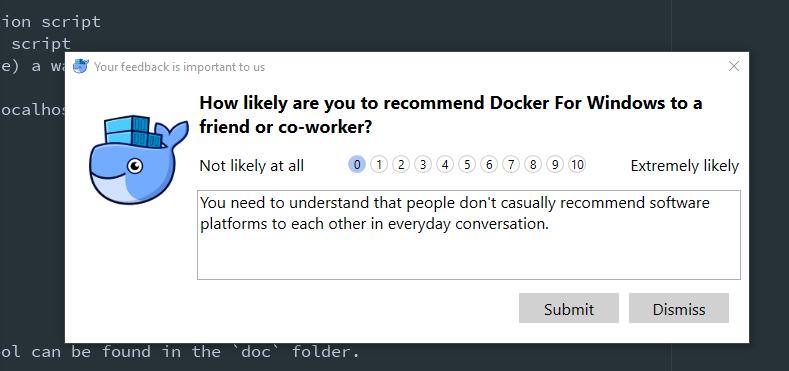 ion script
script
e) a wa
Your feedback is important to us
ocalhos
How likely are you to recommend Docker For Windows to a
friend or co-worker?
Not likely at all 0 1 2 3 4 5 6 7 8 9 10 Extremely likely
You need to understand that people don't casually recommend software
platforms to each other in everyday conversation.
Submit Dismiss
ol can be found in the `doc` folder.